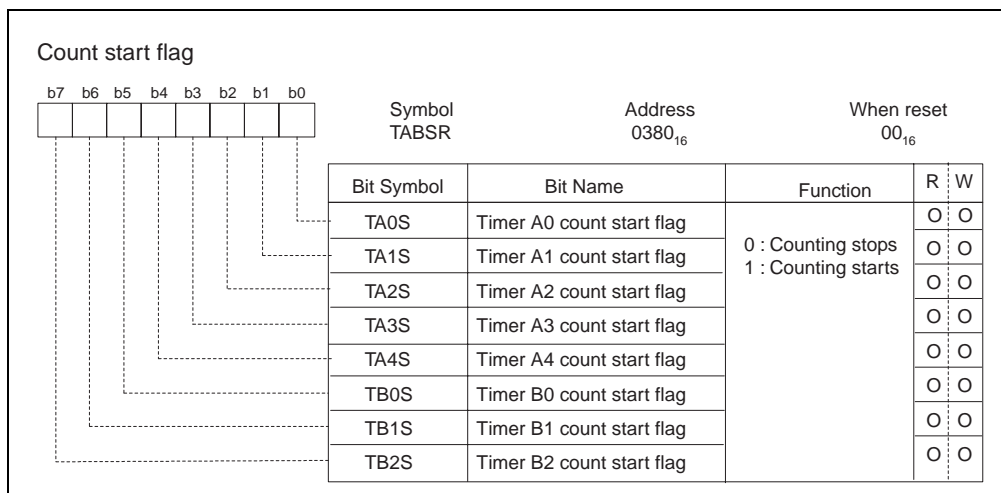 Count start flag
b7 b6 b5 b4 b3 b2 b1 b0
Symbol Address When reset
TABSR 0380₁₆ 00₁₆
Bit Symbol Bit Name Function R W
TA0S Timer A0 count start flag 0 : Counting stops O O
TA1S Timer A1 count start flag 1 : Counting starts O O
TA2S Timer A2 count start flag O O
TA3S Timer A3 count start flag O O
TA4S Timer A4 count start flag O O
TB0S Timer B0 count start flag O O
TB1S Timer B1 count start flag O O
TB2S Timer B2 count start flag O O